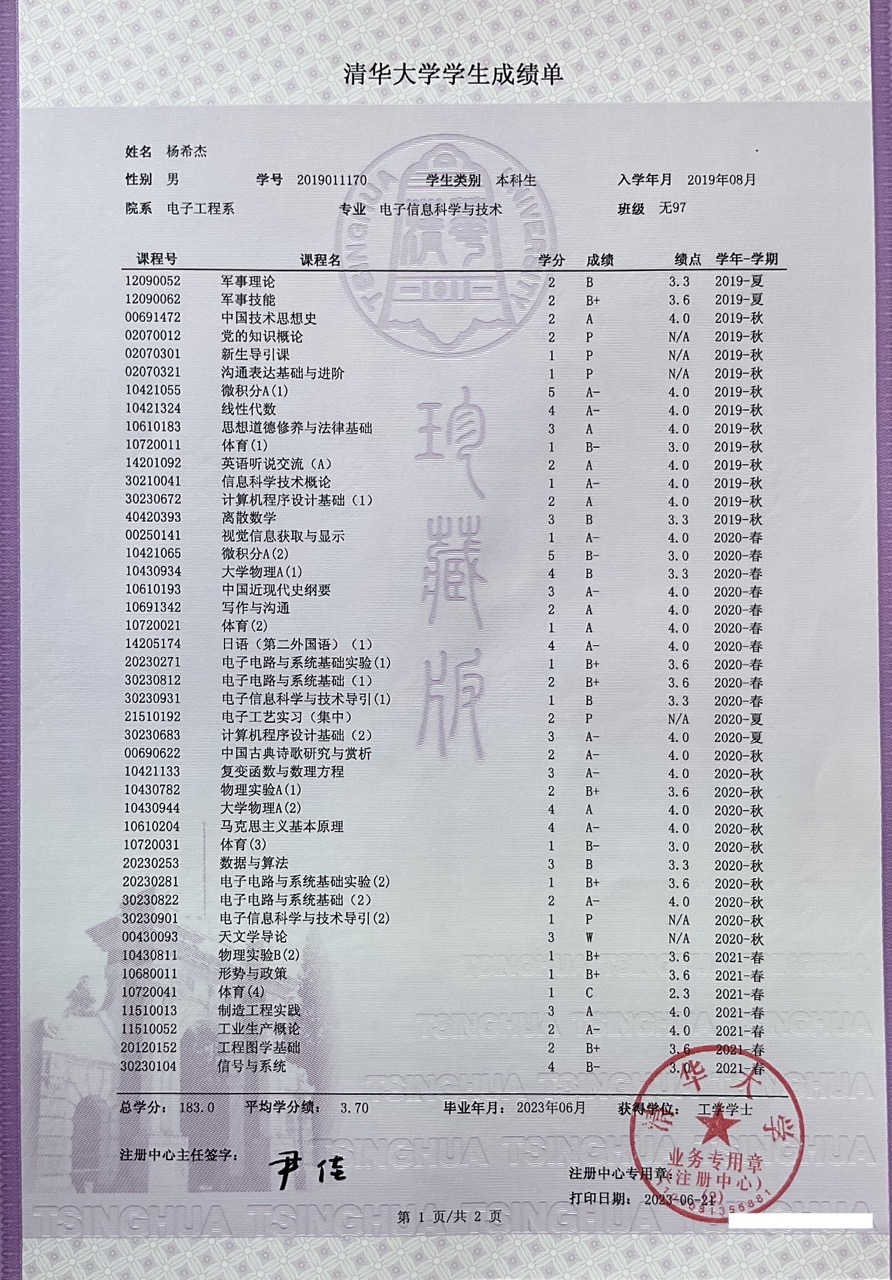 清华大学学生成绩单
姓名 杨希杰
性别 男 学号 2019011170 学生类别 本科生 入学年月 2019年08月
院系 电子工程系 专业 电子信息科学与技术 班级 无97
课程号 课程名 学分 成绩 绩点 学年-学期
12090052 军事理论 2 B 3.3 2019-夏
12090062 军事技能 2 B+ 3.6 2019-夏
00691472 中国技术思想史 2 A 4.0 2019-秋
02070012 党的知识概论 2 P N/A 2019-秋
02070301 新生导引课 1 P N/A 2019-秋
02070321 沟通表达基础与进阶 1 P N/A 2019-秋
10421055 微积分A(1) 5 A- 4.0 2019-秋
10421324 线性代数 4 A- 4.0 2019-秋
10610183 思想道德修养与法律基础 3 A 4.0 2019-秋
10720011 体育(1) 1 B- 3.0 2019-秋
14201092 英语听说交流（A） 2 A 4.0 2019-秋
30210041 信息科学技术概论 1 A- 4.0 2019-秋
30230672 计算机程序设计基础（1） 2 A 4.0 2019-秋
40420393 离散数学 3 B 3.3 2019-秋
00250141 视觉信息获取与显示 1 A- 4.0 2020-春
10421065 微积分A(2) 5 B- 3.0 2020-春
10430934 大学物理A(1) 4 B 3.3 2020-春
10610193 中国近现代史纲要 3 A- 4.0 2020-春
10691342 写作与沟通 2 A 4.0 2020-春
10720021 体育(2) 1 A 4.0 2020-春
14205174 日语（第二外国语）（1） 4 A- 4.0 2020-春
20230271 电子电路与系统基础实验(1) 1 B+ 3.6 2020-春
30230812 电子电路与系统基础（1） 2 B+ 3.6 2020-春
30230931 电子信息科学与技术导引(1) 1 B 3.3 2020-春
21510192 电子工艺实习（集中） 2 P N/A 2020-夏
30230683 计算机程序设计基础（2） 3 A- 4.0 2020-夏
00690622 中国古典诗歌研究与赏析 2 A- 4.0 2020-秋
10421133 复变函数与数理方程 3 A- 4.0 2020-秋
10430782 物理实验A(1) 2 B+ 3.6 2020-秋
10430944 大学物理A(2) 4 A 4.0 2020-秋
10610204 马克思主义基本原理 4 A- 4.0 2020-秋
10720031 体育(3) 1 B- 3.0 2020-秋
20230253 数据与算法 3 B 3.3 2020-秋
20230281 电子电路与系统基础实验(2) 1 B+ 3.6 2020-秋
30230822 电子电路与系统基础（2） 2 A- 4.0 2020-秋
30230901 电子信息科学与技术导引(2) 1 P N/A 2020-秋
00430093 天文学导论 3 W N/A 2020-秋
10430811 物理实验B(2) 1 B+ 3.6 2021-春
10680011 形势与政策 1 B+ 3.6 2021-春
10720041 体育(4) 1 C 2.3 2021-春
11510013 制造工程实践 3 A 4.0 2021-春
11510052 工业生产概论 2 A- 4.0 2021-春
20120152 工程图学基础 2 B+ 3.6 2021-春
30230104 信号与系统 4 B- 3.0 2021-春
总学分： 183.0 平均学分绩： 3.70 毕业年月： 2023年06月 获得学位： 工学学士
注册中心主任签字： 尹佳
注册中心专用章：
打印日期： 2023-06-21
第 1 页/共 2 页
清华大学
业务专用章
(注册中心)
(2)
TSINGHUA UNIVERSITY
-1911-
珍藏版
TSINGHUA TSINGHUA TSINGHUA TSINGHUA